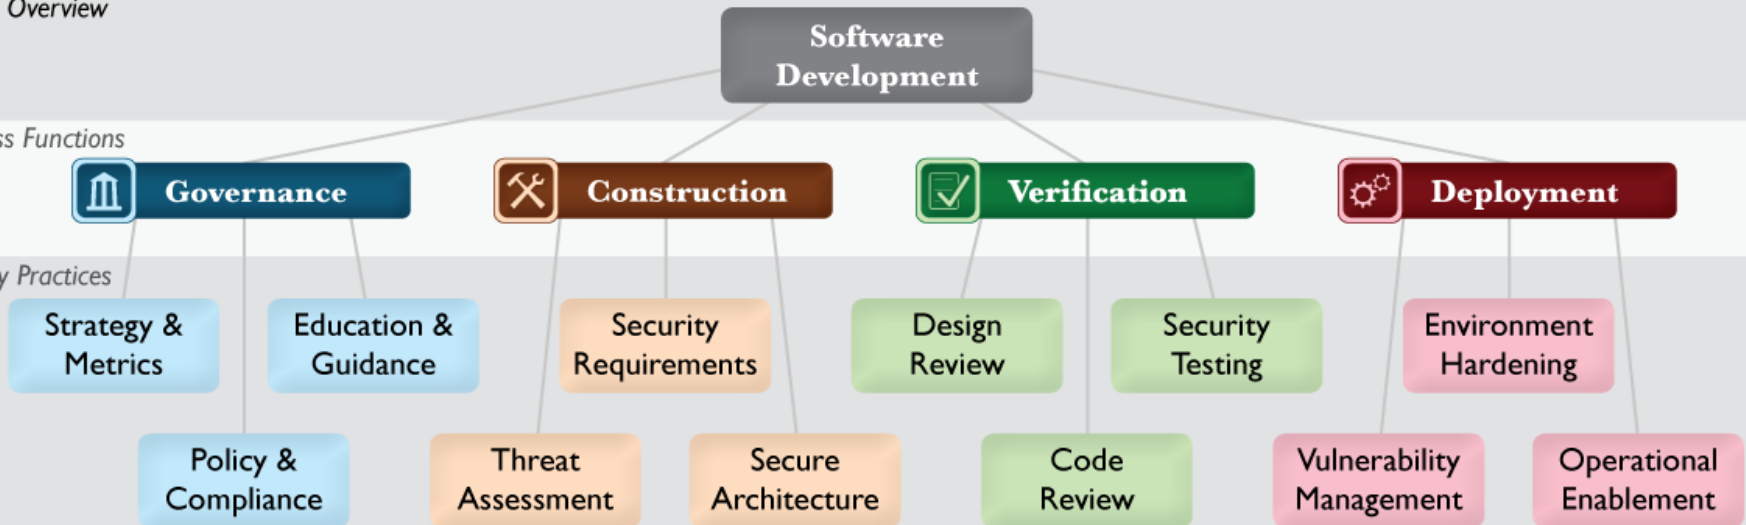 Overview
Software
Development
ss Functions
Governance
Construction
Verification
Deployment
y Practices
Strategy &
Metrics
Education &
Guidance
Security
Requirements
Design
Review
Security
Testing
Environment
Hardening
Policy &
Compliance
Threat
Assessment
Secure
Architecture
Code
Review
Vulnerability
Management
Operational
Enablement